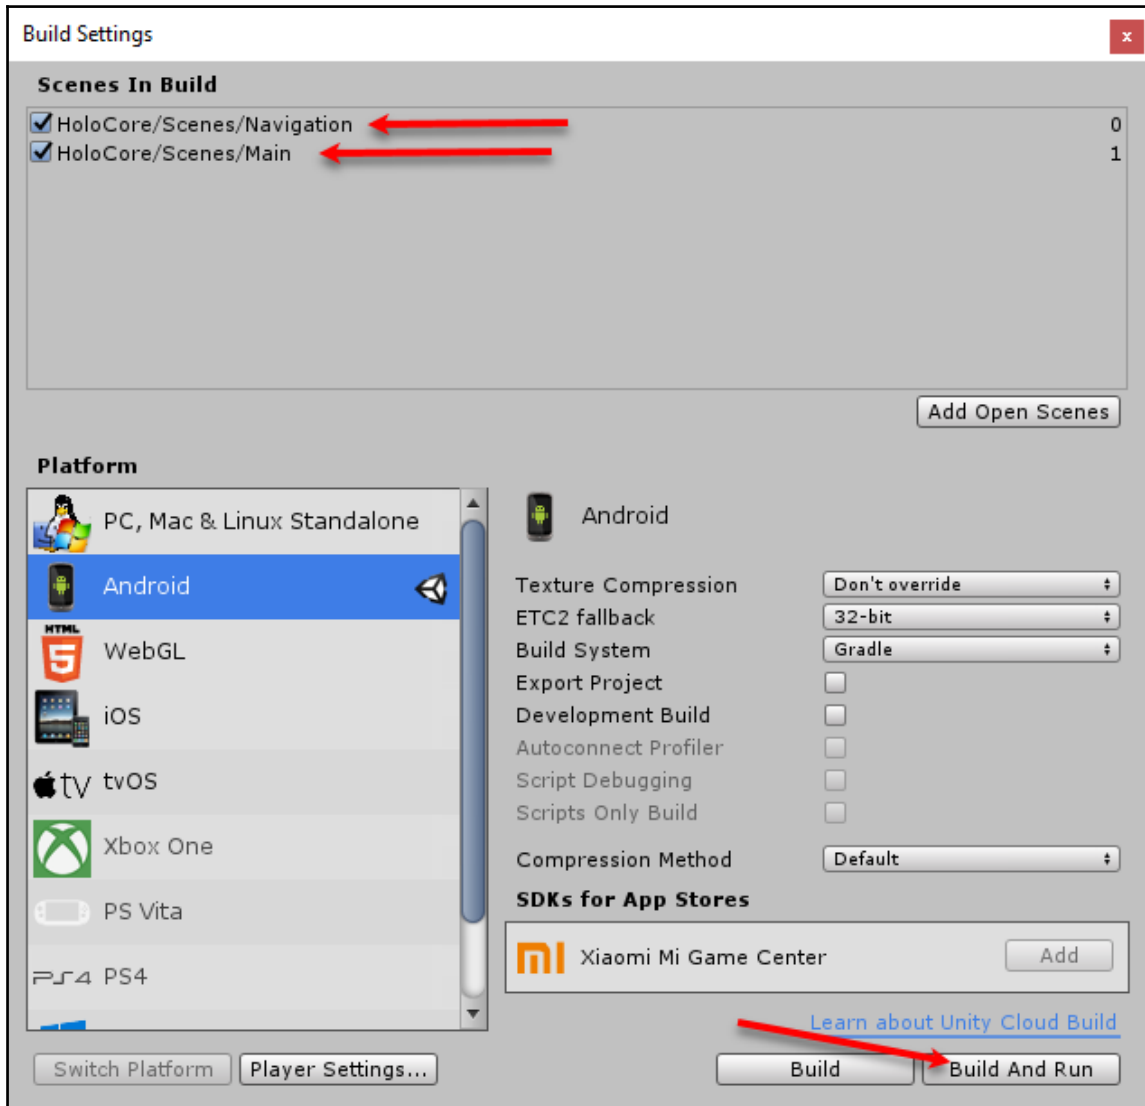 Build Settings
x
Scenes In Build
HoloCore/Scenes/Navigation 0
HoloCore/Scenes/Main 1
Add Open Scenes
Platform
PC, Mac & Linux Standalone
Android
HTML
5
WebGL
iOS
tv tvOS
Xbox One
PS Vita
PS4 PS4
Android
Texture Compression Don't override
ETC2 fallback 32-bit
Build System Gradle
Export Project
Development Build
Autoconnect Profiler
Script Debugging
Scripts Only Build
Compression Method Default
SDKs for App Stores
mi Xiaomi Mi Game Center Add
Learn about Unity Cloud Build
Switch Platform Player Settings... Build Build And Run